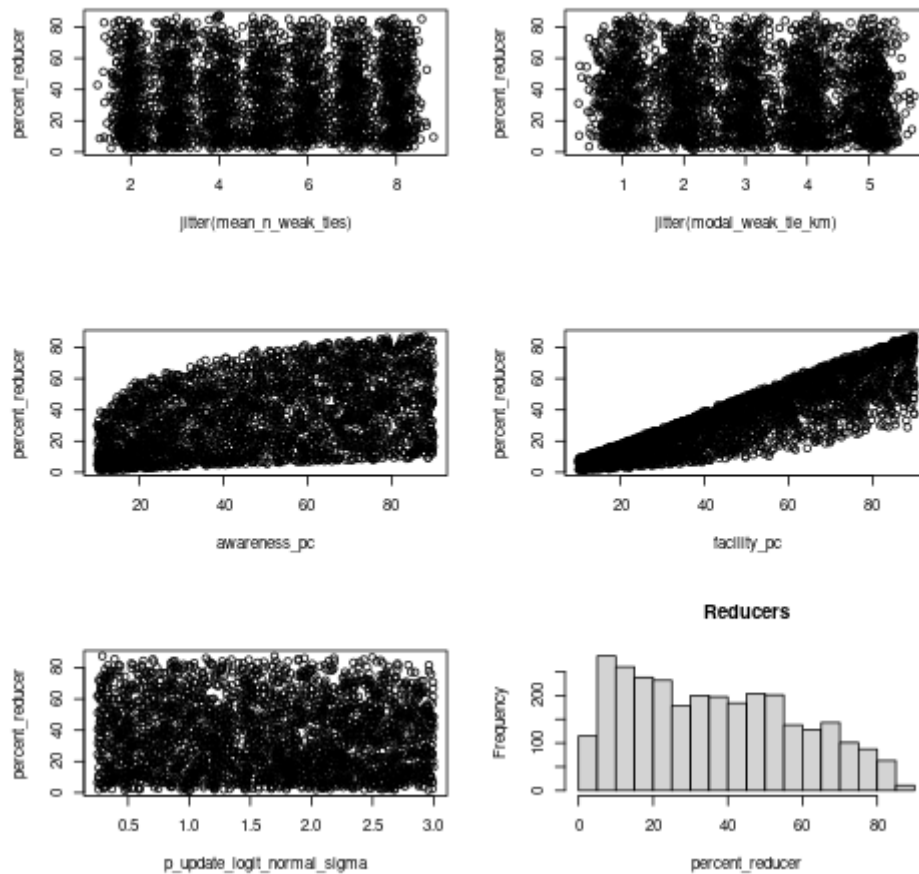 percent_reducer
0 20 40 60 80
2 4 6 8
jitter(mean_n_weak_ties)
percent_reducer
0 20 40 60 80
1 2 3 4 5
jitter(modal_weak_tie_km)
percent_reducer
0 20 40 60 80
20 40 60 80
awareness_pc
percent_reducer
0 20 40 60 80
20 40 60 80
facility_pc
percent_reducer
0 20 40 60 80
0.5 1.0 1.5 2.0 2.5 3.0
p_update_logit_normal_sigma
Reducers
Frequency
0 100 200
0 20 40 60 80
percent_reducer